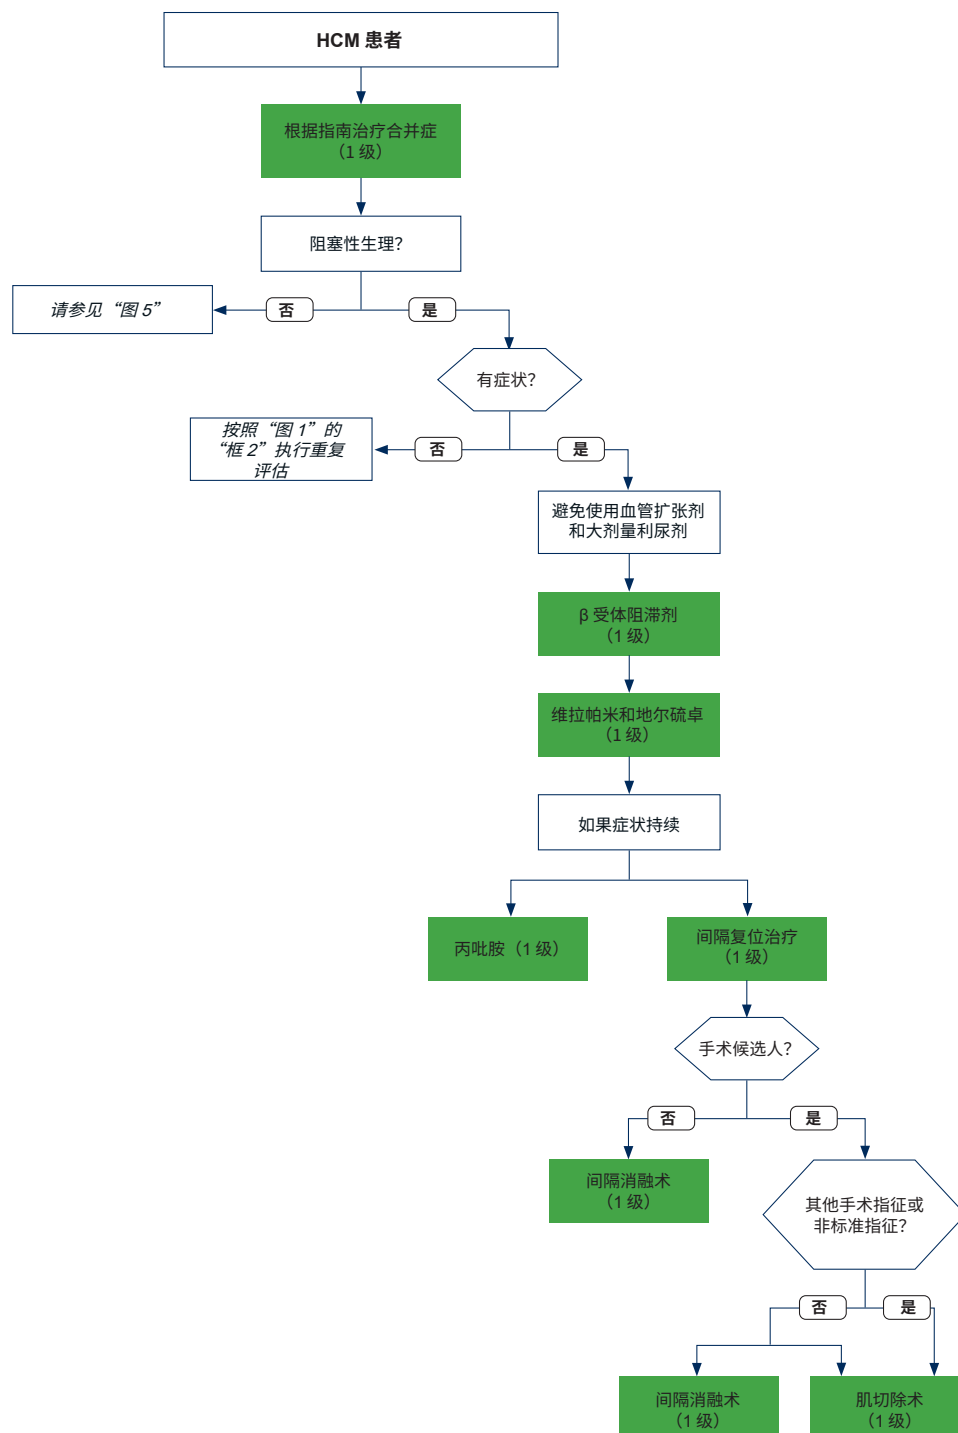 HCM 患者
根据指南治疗合并症
（1 级）
阻塞性生理？
请参见“图 5”
否
是
有症状？
按照“图 1”的
“框 2”执行重复
评估
否
是
避免使用血管扩张剂
和大剂量利尿剂
β 受体阻滞剂
（1 级）
维拉帕米和地尔硫卓
（1 级）
如果症状持续
丙吡胺（1 级）
间隔复位治疗
（1 级）
手术候选人？
否
是
间隔消融术
（1 级）
其他手术指征或
非标准指征？
否
是
间隔消融术
（1 级）
肌切除术
（1 级）